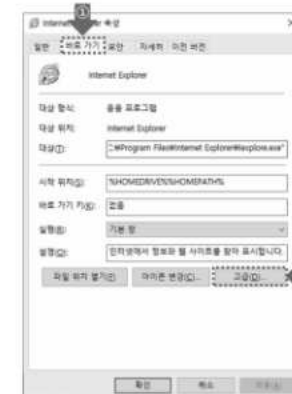 ①
Internet Explorer 속성
일반 바로 가기 보안 자세히 이전 버전
Internet Explorer
대상 형식: 응용 프로그램
대상 위치: Internet Explorer
대상(T): :₩Program Files₩Internet Explorer₩iexplore.exe"
시작 위치(S): %HOMEDRIVE%%HOMEPATH%
바로 가기 키(K): 없음
실행(R): 기본 창
설명(O): 인터넷에서 정보와 웹 사이트를 찾아 표시합니다.
파일 위치 열기(F) 아이콘 변경(C)... 고급(D)...
확인 취소 적용(A)